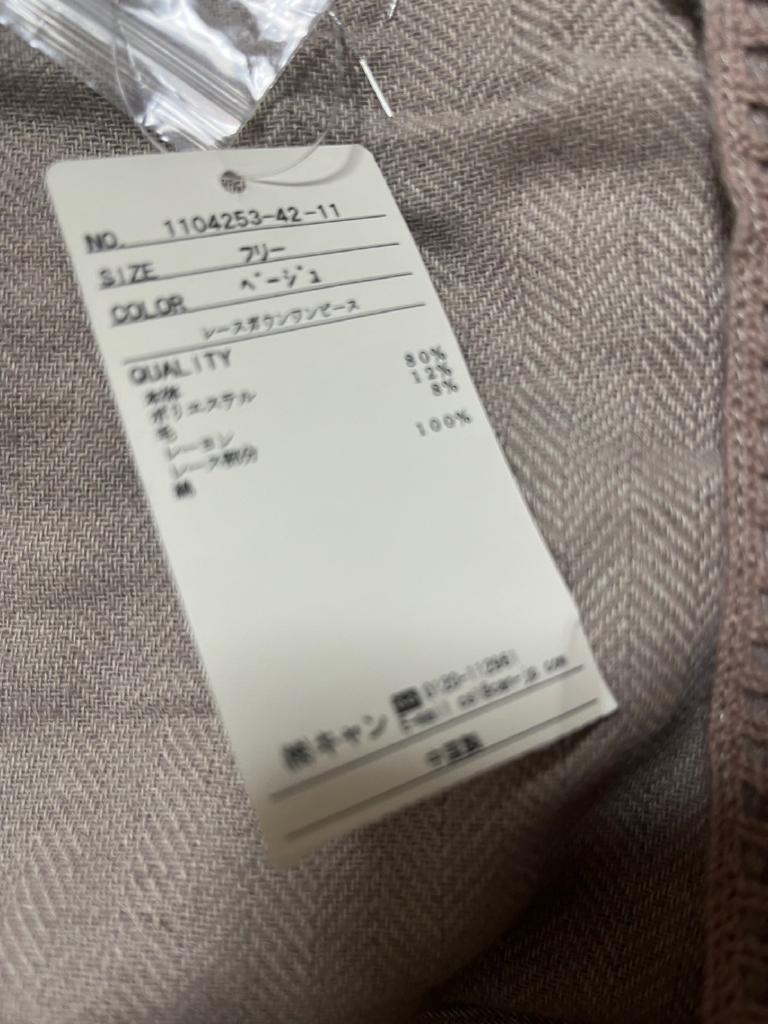 NO. 1104253-42-11
SIZE フリー
COLOR ベージュ
レースガウンワンピース
QUALITY
本体
ポリエステル 80%
毛 12%
レーヨン 8%
レース部分
綿 100%
㈱キャン
中国製